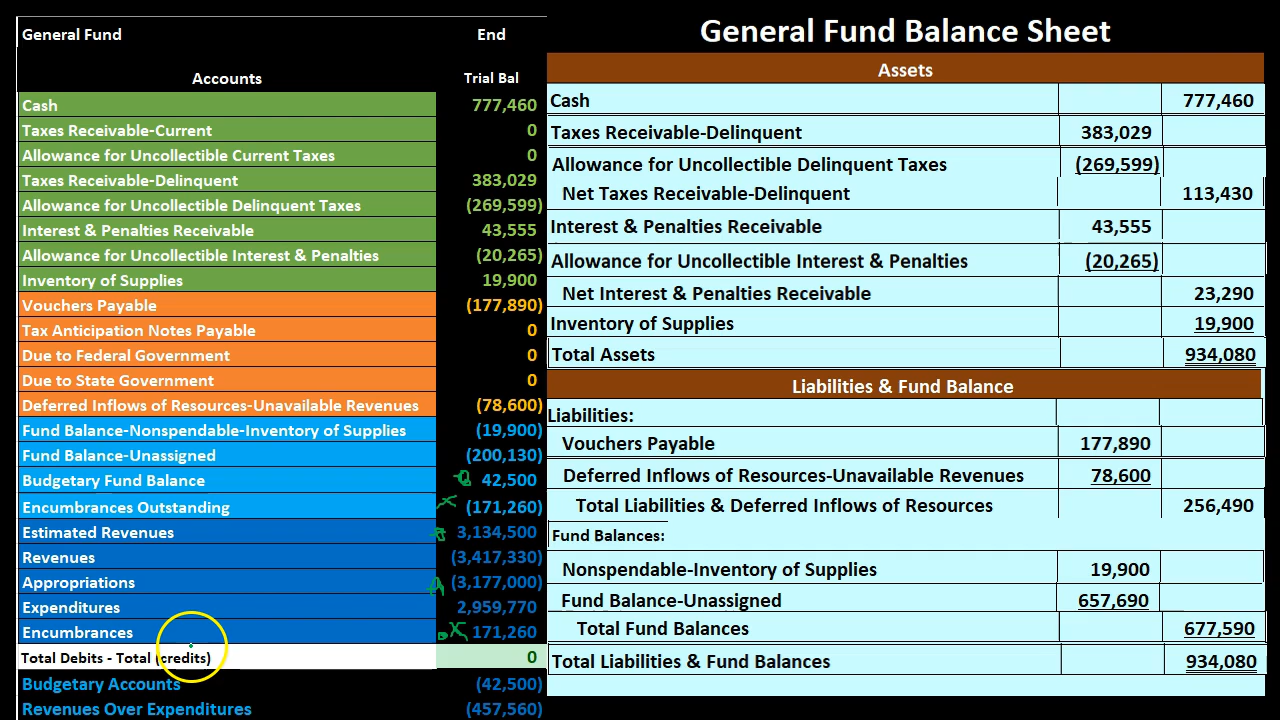 General Fund End
Accounts Trial Bal
Cash 777,460
Taxes Receivable-Current 0
Allowance for Uncollectible Current Taxes 0
Taxes Receivable-Delinquent 383,029
Allowance for Uncollectible Delinquent Taxes (269,599)
Interest & Penalties Receivable 43,555
Allowance for Uncollectible Interest & Penalties (20,265)
Inventory of Supplies 19,900
Vouchers Payable (177,890)
Tax Anticipation Notes Payable 0
Due to Federal Government 0
Due to State Government 0
Deferred Inflows of Resources-Unavailable Revenues (78,600)
Fund Balance-Nonspendable-Inventory of Supplies (19,900)
Fund Balance-Unassigned (200,130)
Budgetary Fund Balance 42,500
Encumbrances Outstanding (171,260)
Estimated Revenues 3,134,500
Revenues (3,417,330)
Appropriations (3,177,000)
Expenditures 2,959,770
Encumbrances 171,260
Total Debits - Total (credits) 0
Budgetary Accounts (42,500)
Revenues Over Expenditures (457,560)
General Fund Balance Sheet
Assets
Cash 777,460
Taxes Receivable-Delinquent 383,029
Allowance for Uncollectible Delinquent Taxes (269,599)
Net Taxes Receivable-Delinquent 113,430
Interest & Penalties Receivable 43,555
Allowance for Uncollectible Interest & Penalties (20,265)
Net Interest & Penalties Receivable 23,290
Inventory of Supplies 19,900
Total Assets 934,080
Liabilities & Fund Balance
Liabilities:
Vouchers Payable 177,890
Deferred Inflows of Resources-Unavailable Revenues 78,600
Total Liabilities & Deferred Inflows of Resources 256,490
Fund Balances:
Nonspendable-Inventory of Supplies 19,900
Fund Balance-Unassigned 657,690
Total Fund Balances 677,590
Total Liabilities & Fund Balances 934,080